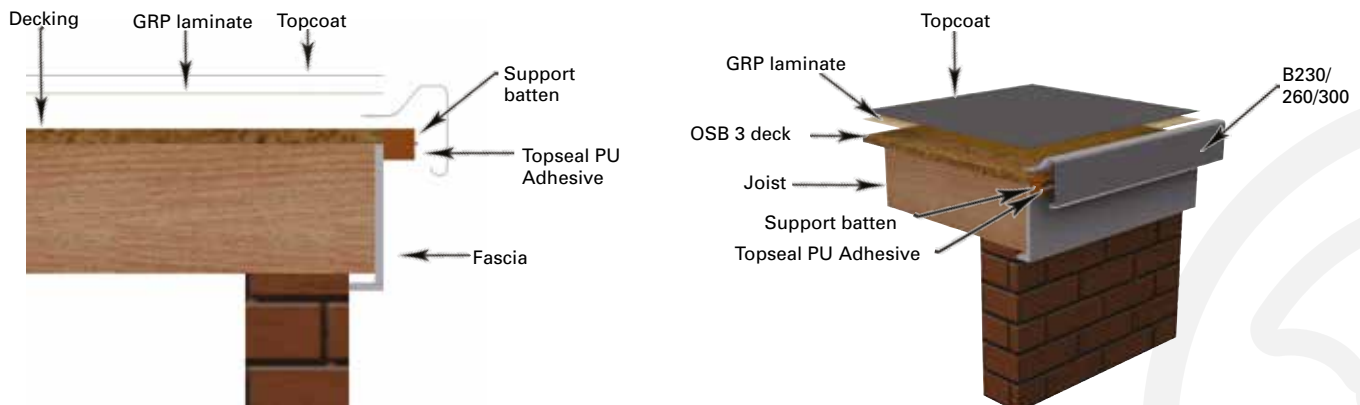 Decking
GRP laminate
Topcoat
Support
batten
Topseal PU
Adhesive
Fascia
Topcoat
GRP laminate
B230/
260/300
OSB 3 deck
Joist
Support batten
Topseal PU Adhesive